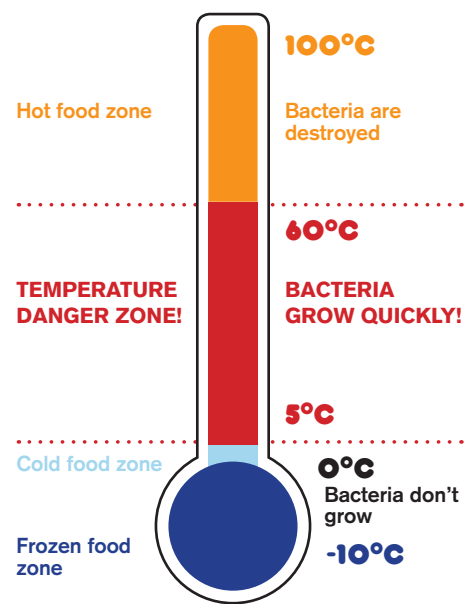 100°C
Hot food zone
Bacteria are
destroyed
60°C
TEMPERATURE
DANGER ZONE!
BACTERIA
GROW QUICKLY!
5°C
Cold food zone
0°C
Bacteria don't
grow
Frozen food
zone
-10°C